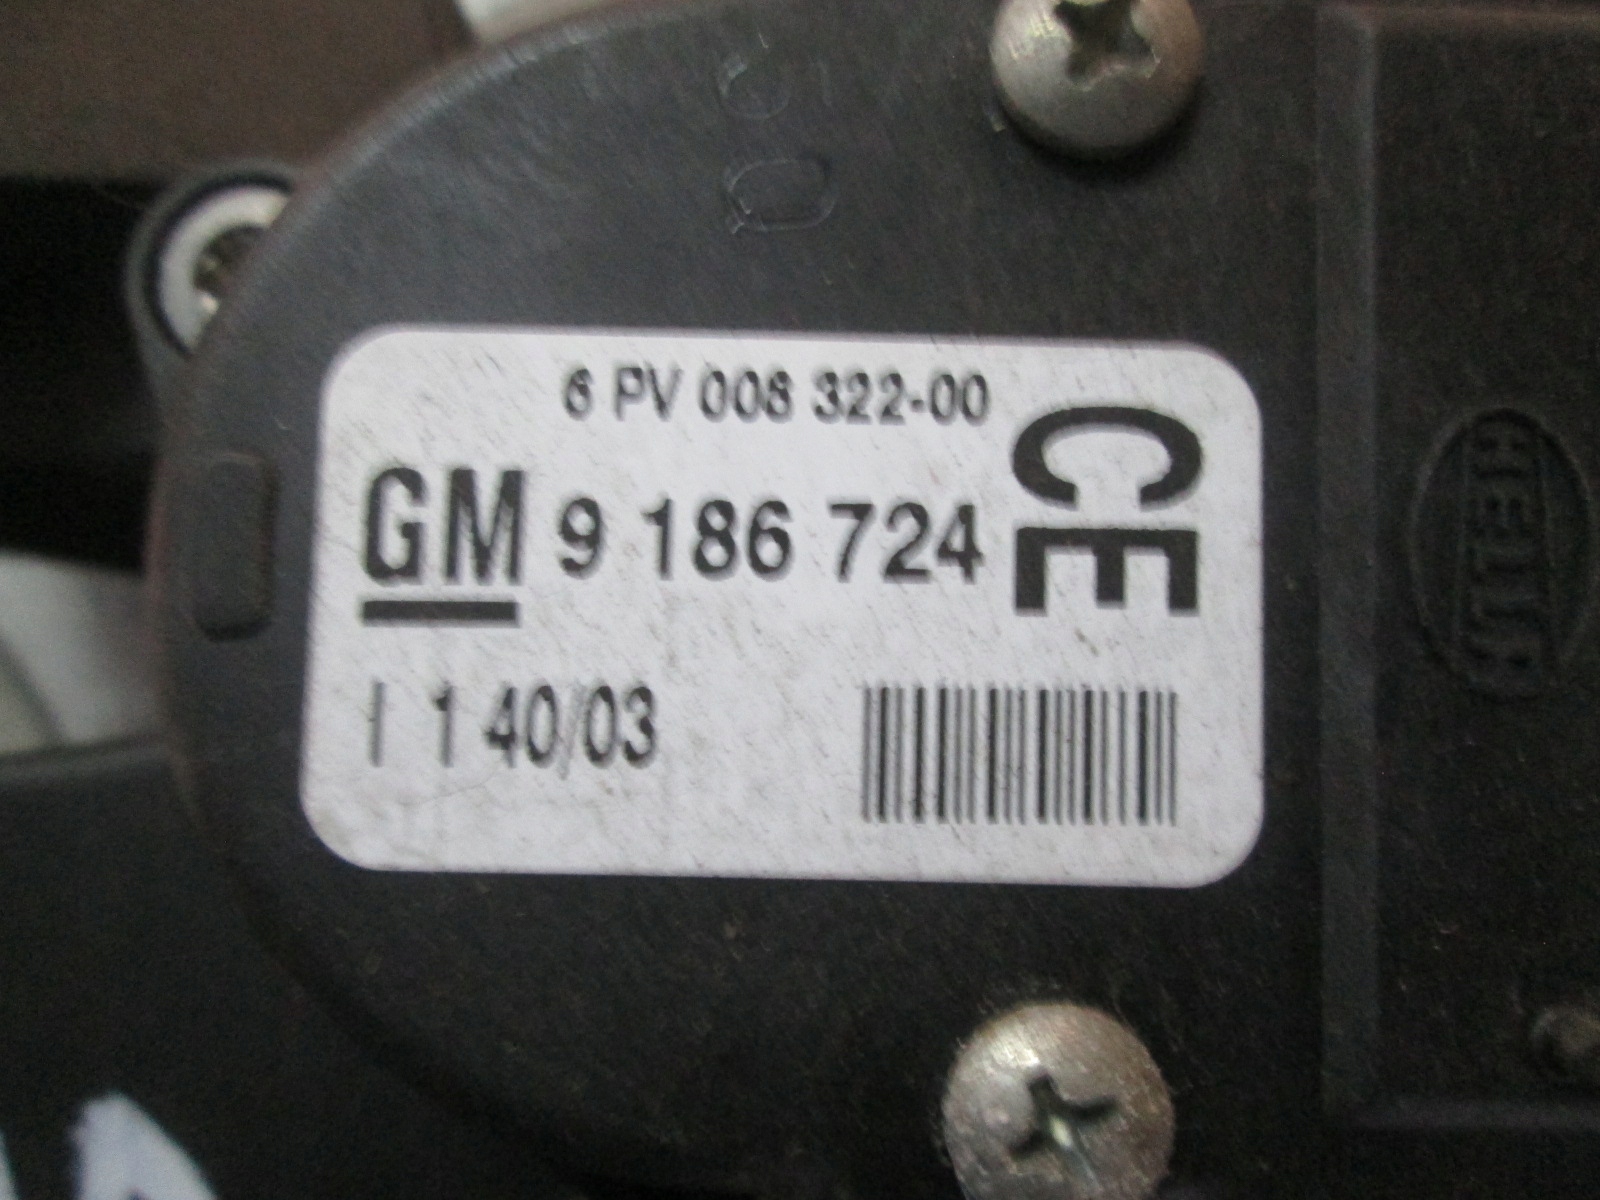 6 PV 008 322-00
GM 9 186 724 CE
I 1 40/03
HELLA